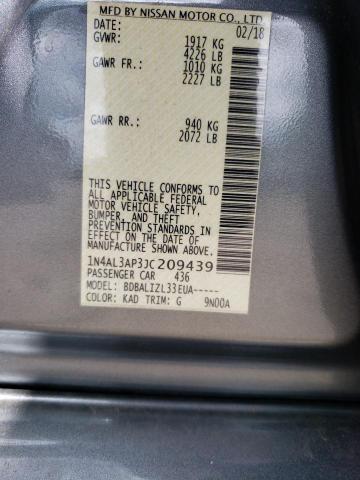 MFD BY NISSAN MOTOR CO., LTD.
02/18
GVWR: 1917 KG
4226 LB
GAWR FR.: 1010 KG
2227 LB
GAWR RR.: 940 KG
2072 LB
THIS VEHICLE CONFORMS TO
ALL APPLICABLE FEDERAL
MOTOR VEHICLE SAFETY,
BUMPER, AND THEFT
PREVENTION STANDARDS IN
EFFECT ON THE DATE OF
MANUFACTURE SHOWN ABOVE.
1N4AL3AP3JC209439
PASSENGER CAR 436
MODEL: BDBALIZL33EUA-----
COLOR: KAD TRIM: G 9N00A